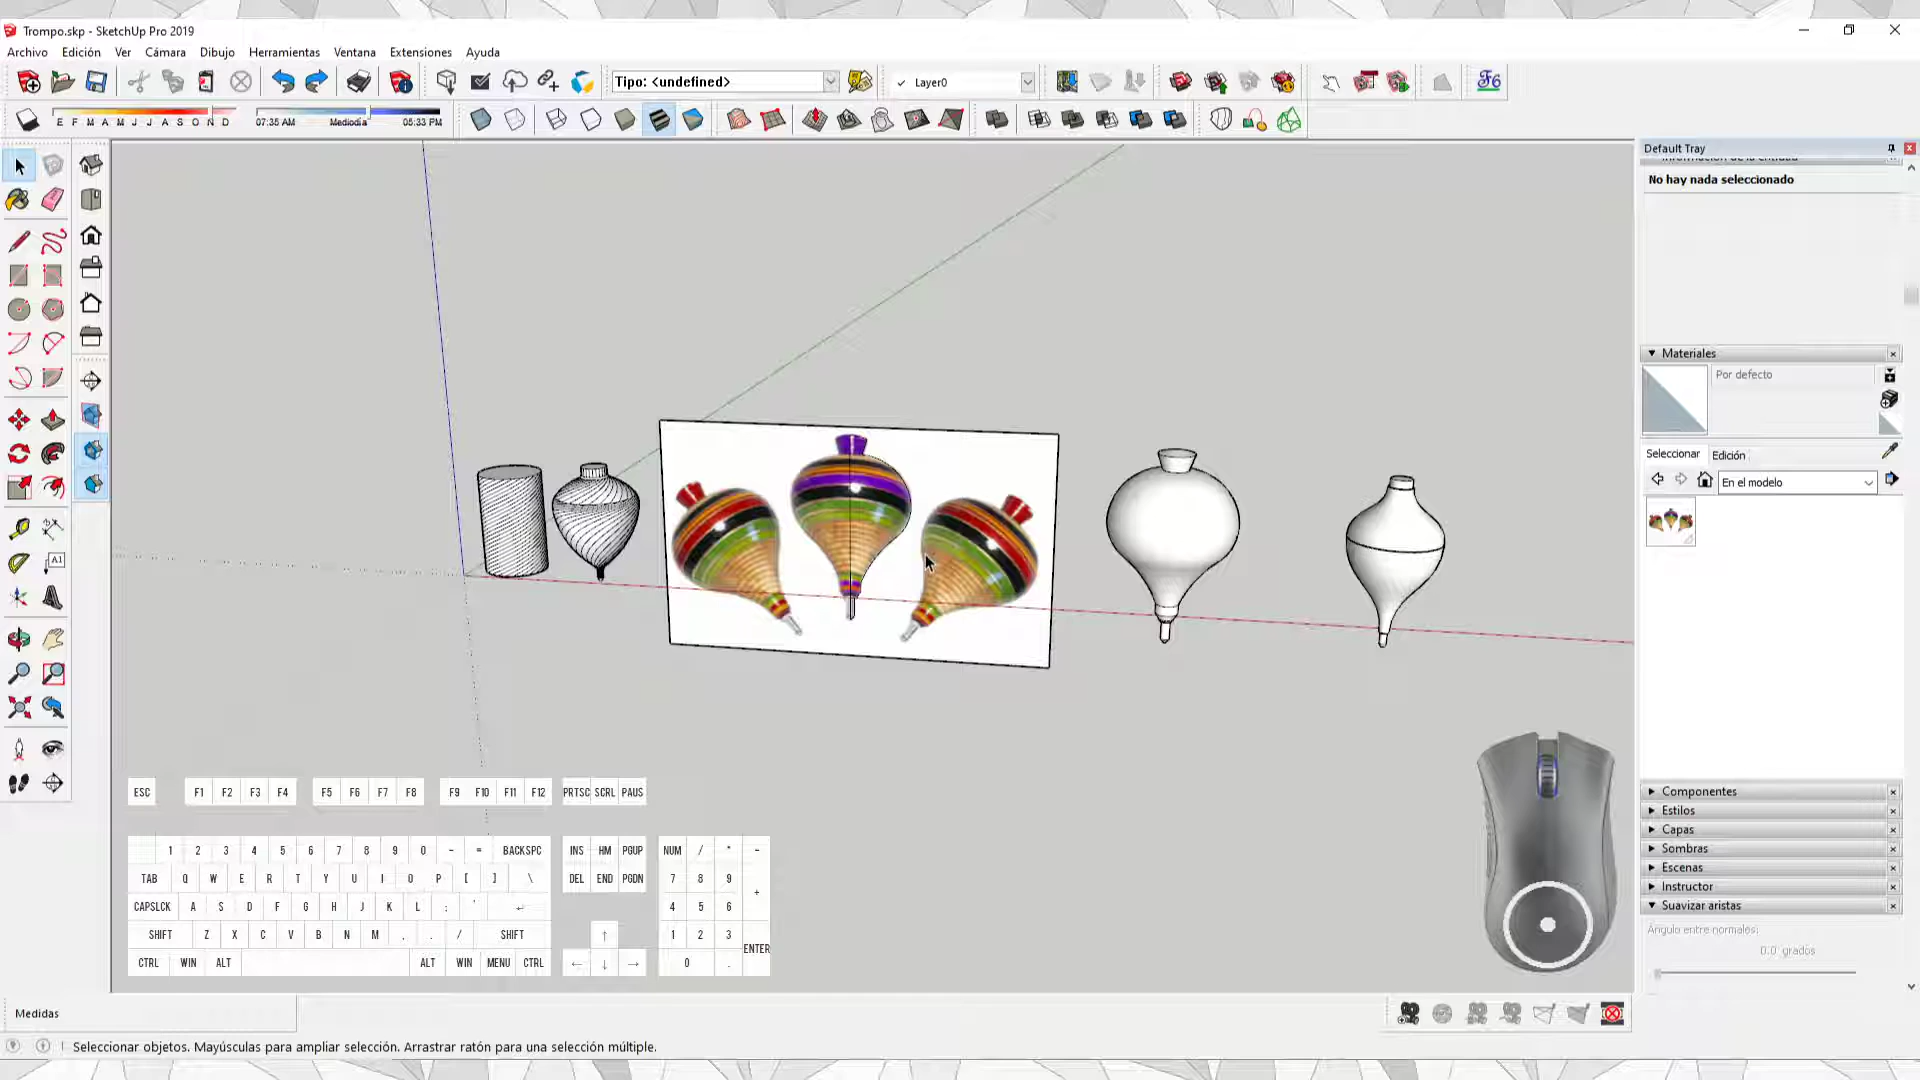 Trompo.skp - SketchUp Pro 2019
Archivo Edición Ver Cámara Dibujo Herramientas Ventana Extensiones Ayuda
Tipo: <undefined>
Layer0
E F M A M J J A S O N D
07:35 AM Mediodía 05:33 PM
Default Tray
Información de la entidad
No hay nada seleccionado
Materiales
Por defecto
Seleccionar Edición
En el modelo
Componentes
Estilos
Capas
Sombras
Escenas
Instructor
Suavizar aristas
Ángulo entre normales:
0.0 grados
ESC F1 F2 F3 F4 F5 F6 F7 F8 F9 F10 F11 F12 PRTSC SCRL PAUS
1 2 3 4 5 6 7 8 9 0 - = BACKSPC INS HM PGUP NUM / * -
TAB Q W E R T Y U I O P [ ] \ DEL END PGDN 7 8 9 +
CAPSLCK A S D F G H J K L ; ' ↵ 4 5 6
SHIFT Z X C V B N M , . / SHIFT ↑ 1 2 3 ENTER
CTRL WIN ALT ALT WIN MENU CTRL ← ↓ → 0 .
Medidas
Seleccionar objetos. Mayúsculas para ampliar selección. Arrastrar ratón para una selección múltiple.